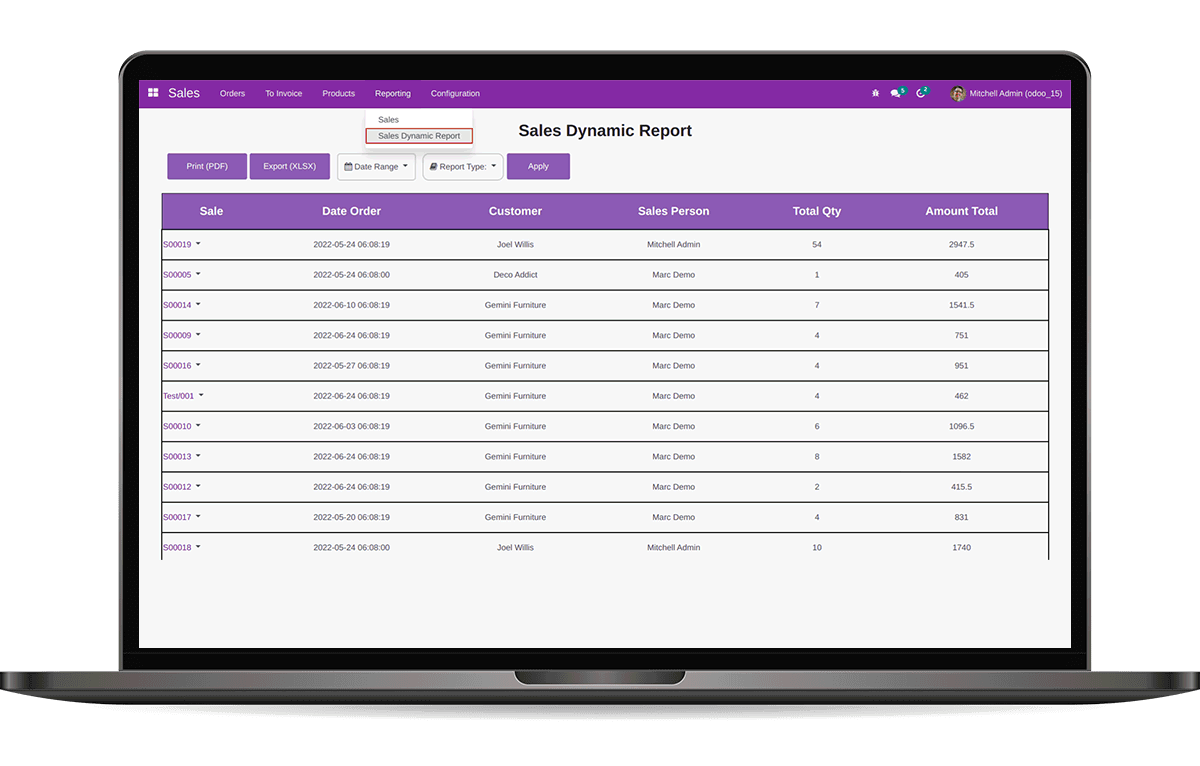 Sales Orders To Invoice Products Reporting Configuration 5 2 Mitchell Admin (odoo_15)
Sales
Sales Dynamic Report
Sales Dynamic Report
Print (PDF) Export (XLSX) Date Range Report Type: Apply
Sale Date Order Customer Sales Person Total Qty Amount Total
S00019 2022-05-24 06:08:19 Joel Willis Mitchell Admin 54 2947.5
S00005 2022-05-24 06:08:00 Deco Addict Marc Demo 1 405
S00014 2022-06-10 06:08:19 Gemini Furniture Marc Demo 7 1541.5
S00009 2022-06-24 06:08:19 Gemini Furniture Marc Demo 4 751
S00016 2022-05-27 06:08:19 Gemini Furniture Marc Demo 4 951
Test/001 2022-06-24 06:08:19 Gemini Furniture Marc Demo 4 462
S00010 2022-06-03 06:08:19 Gemini Furniture Marc Demo 6 1096.5
S00013 2022-06-24 06:08:19 Gemini Furniture Marc Demo 8 1582
S00012 2022-06-24 06:08:19 Gemini Furniture Marc Demo 2 415.5
S00017 2022-05-20 06:08:19 Gemini Furniture Marc Demo 4 831
S00018 2022-05-24 06:08:00 Joel Willis Mitchell Admin 10 1740